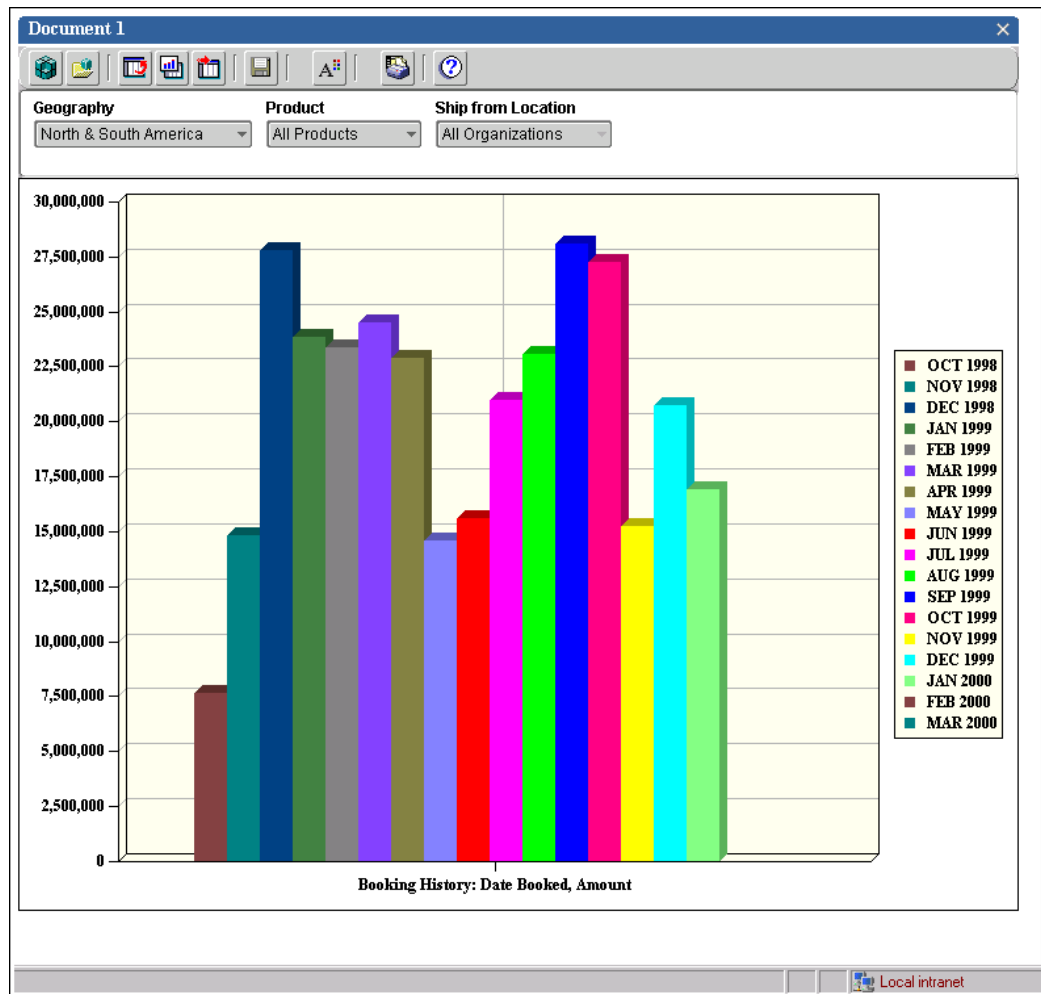 Document 1
A
?
Geography Product Ship from Location
North & South America All Products All Organizations
30,000,000
27,500,000
25,000,000
22,500,000
20,000,000
17,500,000
15,000,000
12,500,000
10,000,000
7,500,000
5,000,000
2,500,000
0
Booking History: Date Booked, Amount
OCT 1998
NOV 1998
DEC 1998
JAN 1999
FEB 1999
MAR 1999
APR 1999
MAY 1999
JUN 1999
JUL 1999
AUG 1999
SEP 1999
OCT 1999
NOV 1999
DEC 1999
JAN 2000
FEB 2000
MAR 2000
Local intranet